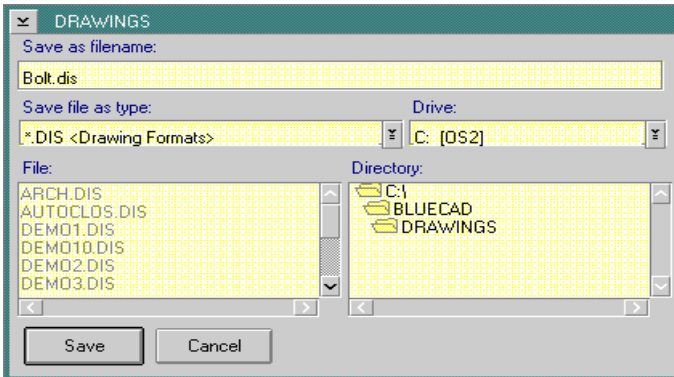 DRAWINGS
Save as filename:
Bolt.dis
Save file as type:
Drive:
*.DIS <Drawing Formats>
C: [OS2]
File:
Directory:
ARCH.DIS
AUTOCLOS.DIS
DEMO1.DIS
DEMO10.DIS
DEMO2.DIS
DEMO3.DIS
C:\
BLUECAD
DRAWINGS
Save
Cancel